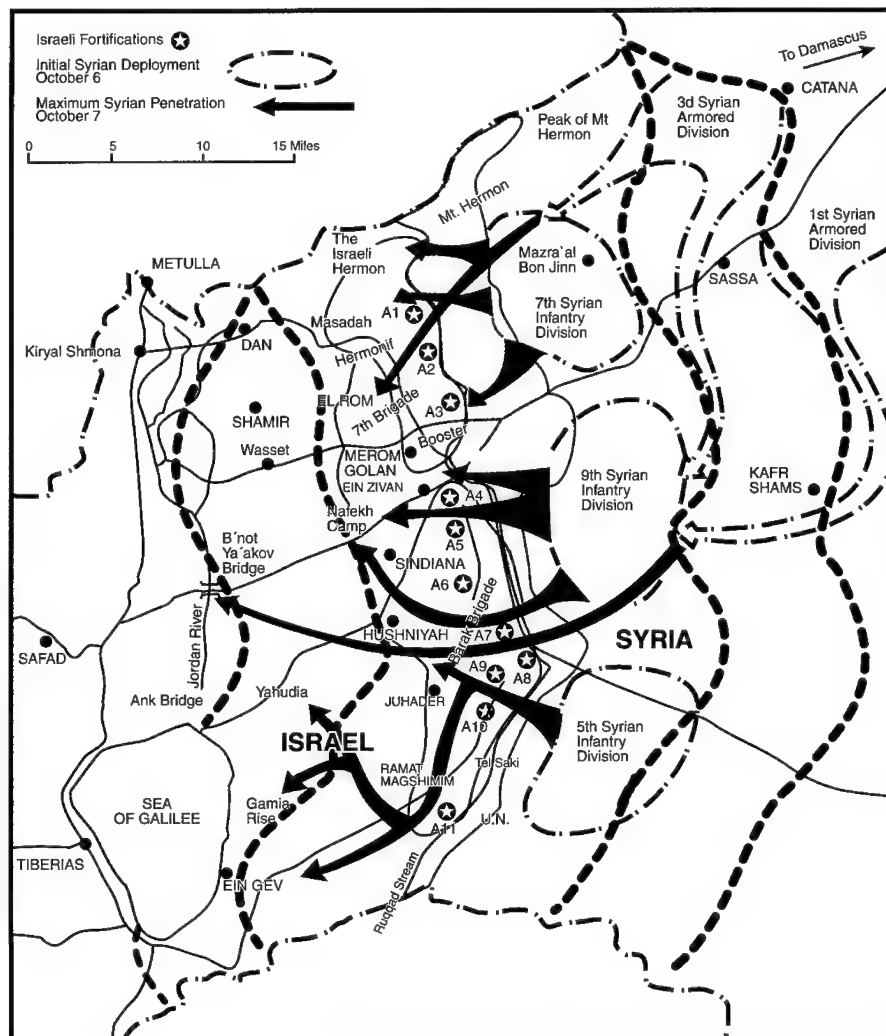 Israeli Fortifications
Initial Syrian Deployment
October 6
Maximum Syrian Penetration
October 7
0 5 10 15 Miles
To Damascus
CATANA
Peak of Mt
Hermon
3d Syrian
Armored
Division
1st Syrian
Armored
Division
Mt. Hermon
The
Israeli
Hermon
Mazra`al
Bon Jinn
SASSA
7th Syrian
Infantry
Division
METULLA
Masadah
A1
Kiryal Shmona
DAN
Hermonif
A2
EL ROM
7th Brigade
A3
SHAMIR
Booster
Wasset
MEROM
GOLAN
EIN ZIVAN
A4
9th Syrian
Infantry
Division
KAFR
SHAMS
Nafekh
Camp
A5
B´not
Ya´akov
Bridge
SINDIANA
A6
Jordan River
HUSHNIYAH
Barak Brigade
A7
SYRIA
SAFAD
A9
A8
Ank Bridge
Yahudia
JUHADER
A10
5th Syrian
Infantry
Division
ISRAEL
Tel Saki
RAMAT
MAGSHIMIM
SEA
OF GALILEE
Gamia
Rise
A11
U.N.
TIBERIAS
EIN GEV
Ruqqad Stream